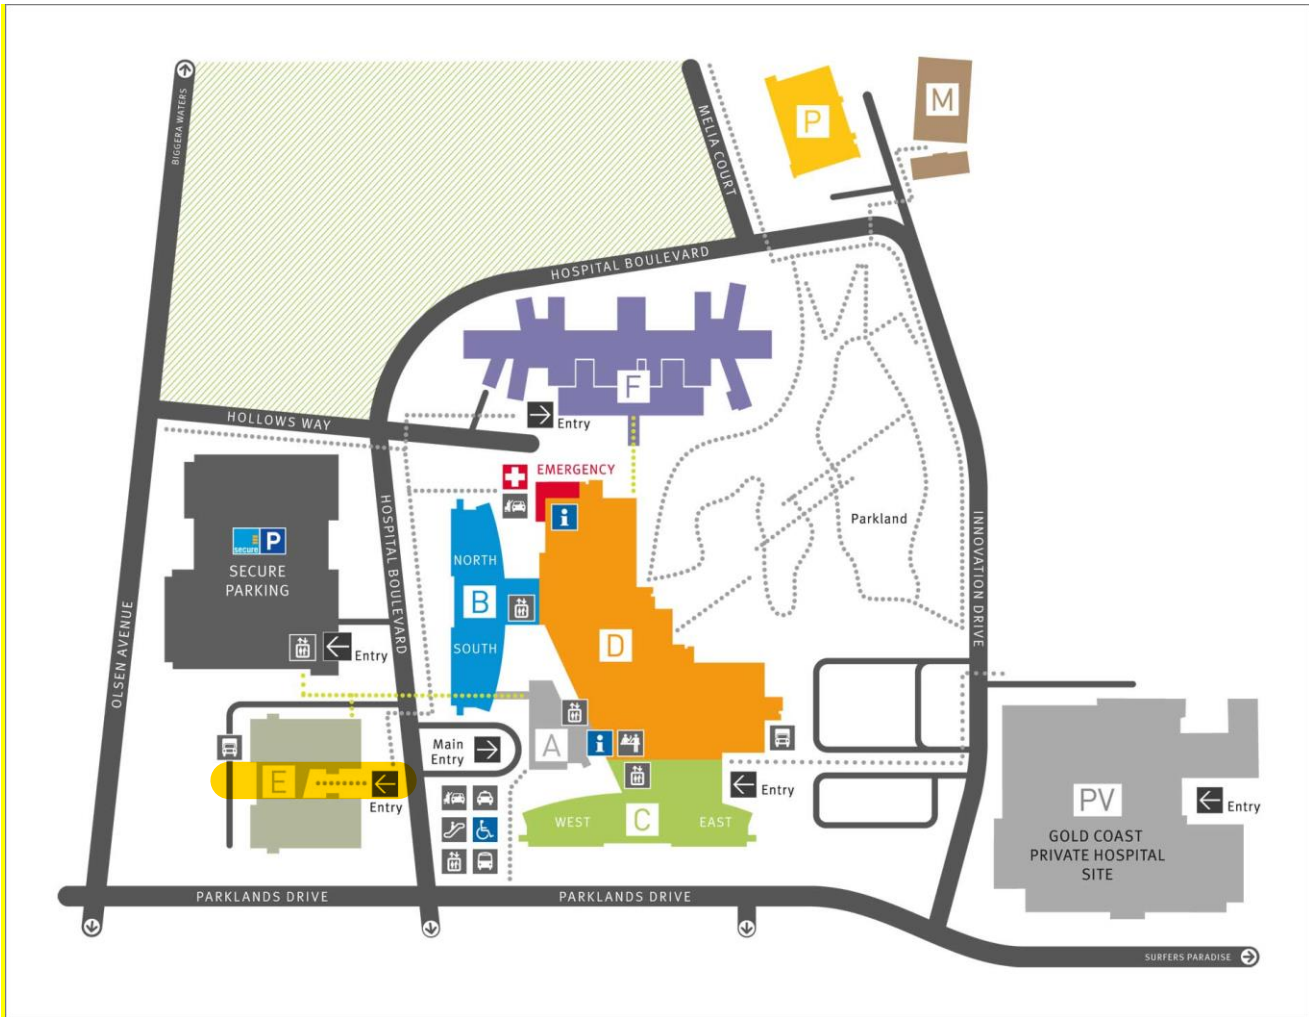 BIGGERA WATERS
MELIA COURT
P
M
HOSPITAL BOULEVARD
F
Entry
HOLLOWS WAY
EMERGENCY
i
Parkland
secure P
SECURE
PARKING
HOSPITAL BOULEVARD
NORTH
B
SOUTH
D
INNOVATION DRIVE
OLSEN AVENUE
Entry
Main
Entry
A
i
E
Entry
Entry
WEST
C
EAST
PV
Entry
GOLD COAST
PRIVATE HOSPITAL
SITE
PARKLANDS DRIVE
PARKLANDS DRIVE
SURFERS PARADISE